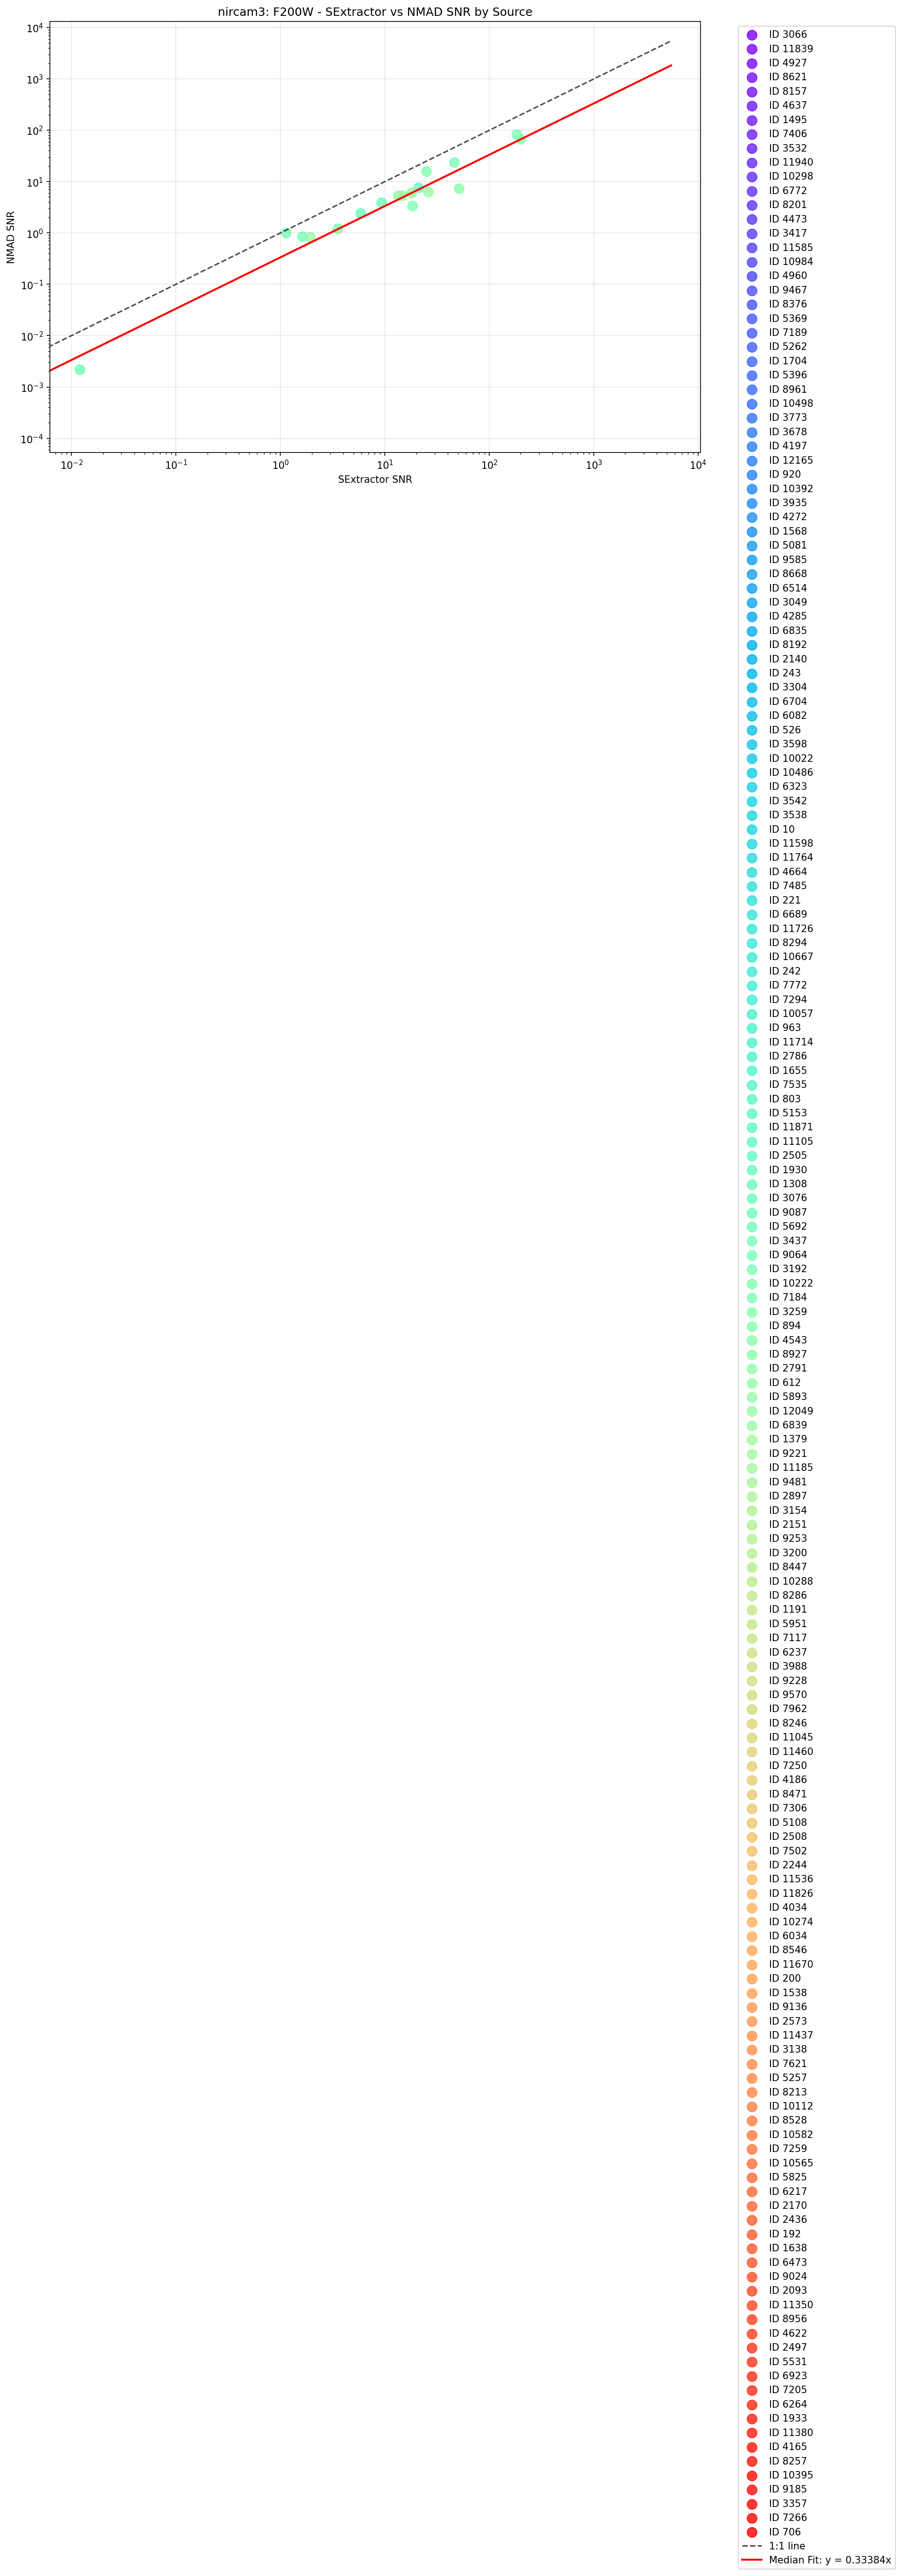 nircam3: F200W - SExtractor vs NMAD SNR by Source
NMAD SNR
10⁴
10³
10²
10¹
10⁰
10⁻¹
10⁻²
10⁻³
10⁻⁴
10⁻² 10⁻¹ 10⁰ 10¹ 10² 10³ 10⁴
SExtractor SNR
ID 3066
ID 11839
ID 4927
ID 8621
ID 8157
ID 4637
ID 1495
ID 7406
ID 3532
ID 11940
ID 10298
ID 6772
ID 8201
ID 4473
ID 3417
ID 11585
ID 10984
ID 4960
ID 9467
ID 8376
ID 5369
ID 7189
ID 5262
ID 1704
ID 5396
ID 8961
ID 10498
ID 3773
ID 3678
ID 4197
ID 12165
ID 920
ID 10392
ID 3935
ID 4272
ID 1568
ID 5081
ID 9585
ID 8668
ID 6514
ID 3049
ID 4285
ID 6835
ID 8192
ID 2140
ID 243
ID 3304
ID 6704
ID 6082
ID 526
ID 3598
ID 10022
ID 10486
ID 6323
ID 3542
ID 3538
ID 10
ID 11598
ID 11764
ID 4664
ID 7485
ID 221
ID 6689
ID 11726
ID 8294
ID 10667
ID 242
ID 7772
ID 7294
ID 10057
ID 963
ID 11714
ID 2786
ID 1655
ID 7535
ID 803
ID 5153
ID 11871
ID 11105
ID 2505
ID 1930
ID 1308
ID 3076
ID 9087
ID 5692
ID 3437
ID 9064
ID 3192
ID 10222
ID 7184
ID 3259
ID 894
ID 4543
ID 8927
ID 2791
ID 612
ID 5893
ID 12049
ID 6839
ID 1379
ID 9221
ID 11185
ID 9481
ID 2897
ID 3154
ID 2151
ID 9253
ID 3200
ID 8447
ID 10288
ID 8286
ID 1191
ID 5951
ID 7117
ID 6237
ID 3988
ID 9228
ID 9570
ID 7962
ID 8246
ID 11045
ID 11460
ID 7250
ID 4186
ID 8471
ID 7306
ID 5108
ID 2508
ID 7502
ID 2244
ID 11536
ID 11826
ID 4034
ID 10274
ID 6034
ID 8546
ID 11670
ID 200
ID 1538
ID 9136
ID 2573
ID 11437
ID 3138
ID 7621
ID 5257
ID 8213
ID 10112
ID 8528
ID 10582
ID 7259
ID 10565
ID 5825
ID 6217
ID 2170
ID 2436
ID 192
ID 1638
ID 6473
ID 9024
ID 2093
ID 11350
ID 8956
ID 4622
ID 2497
ID 5531
ID 6923
ID 7205
ID 6264
ID 1933
ID 11380
ID 4165
ID 8257
ID 10395
ID 9185
ID 3357
ID 7266
ID 706
1:1 line
Median Fit: y = 0.33384x